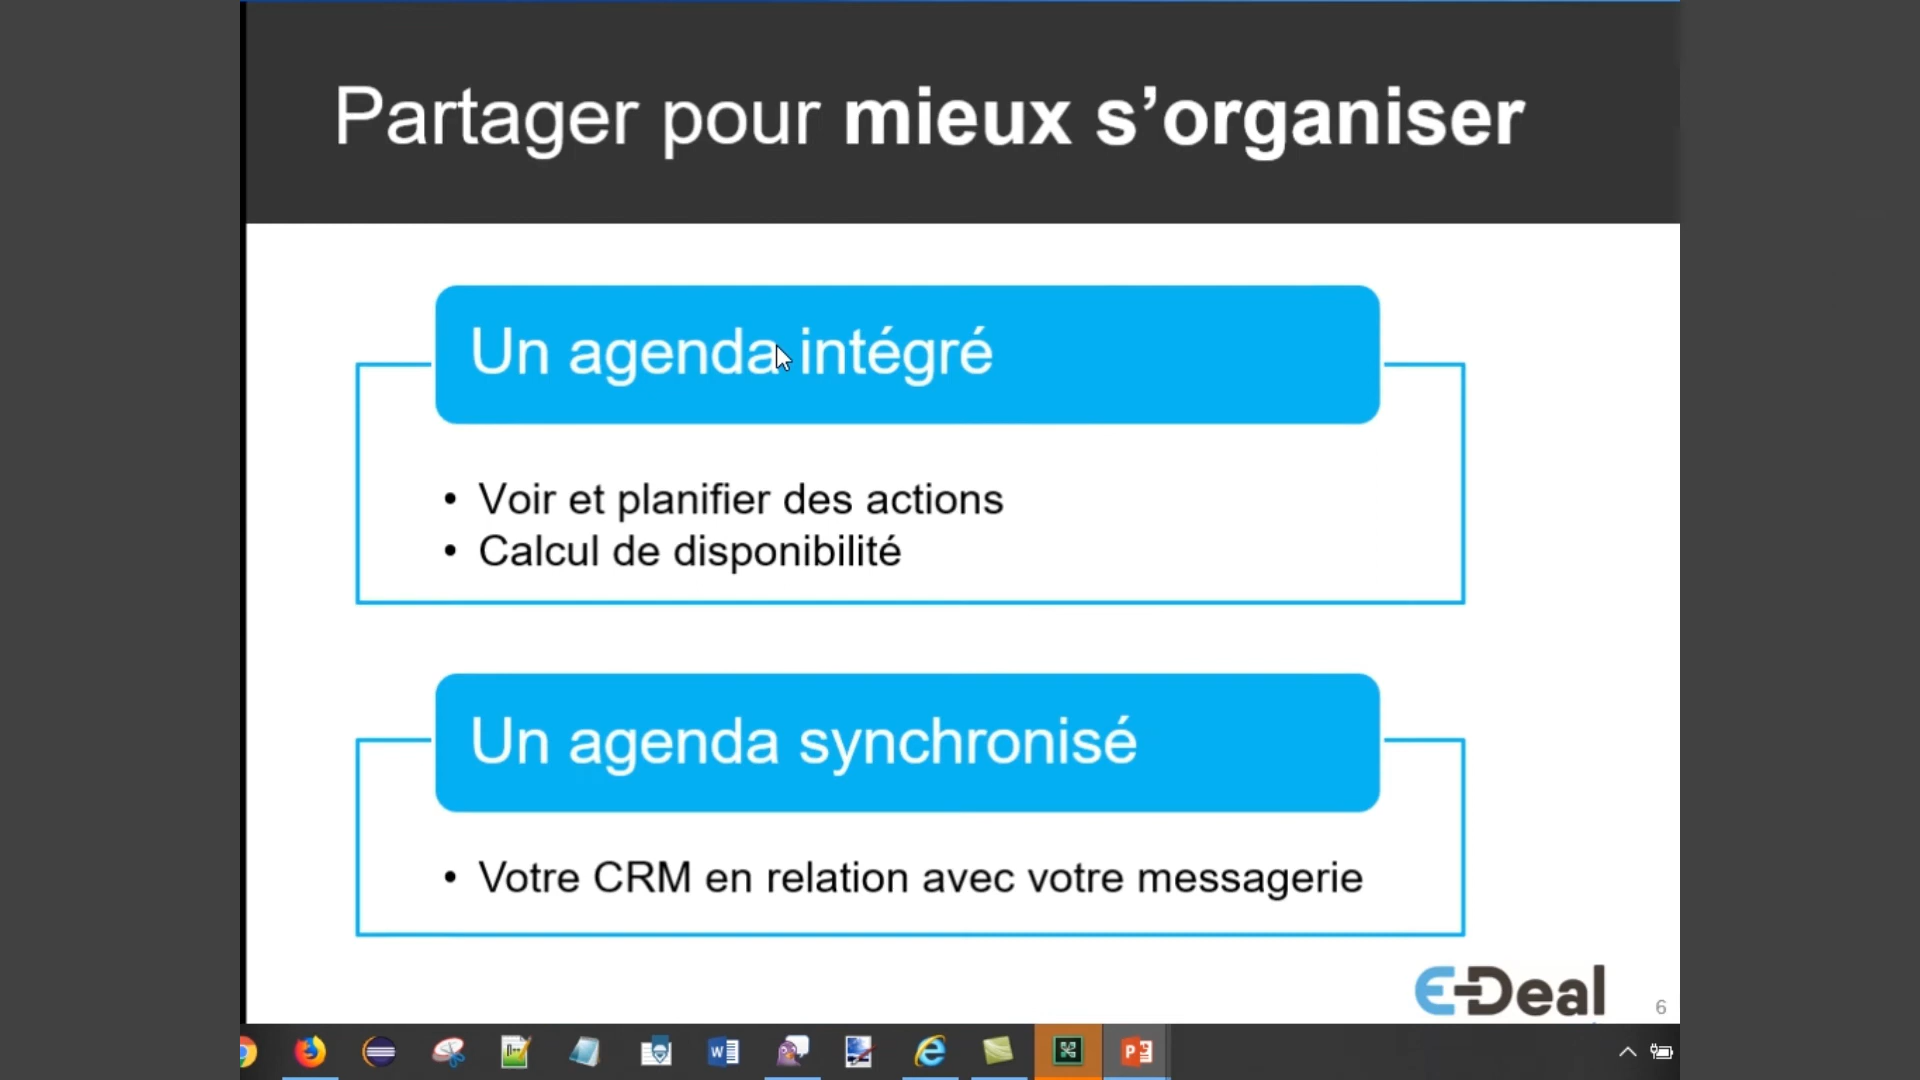 Partager pour mieux s’organiser
Un agenda intégré
• Voir et planifier des actions
• Calcul de disponibilité
Un agenda synchronisé
• Votre CRM en relation avec votre messagerie
E-Deal
6